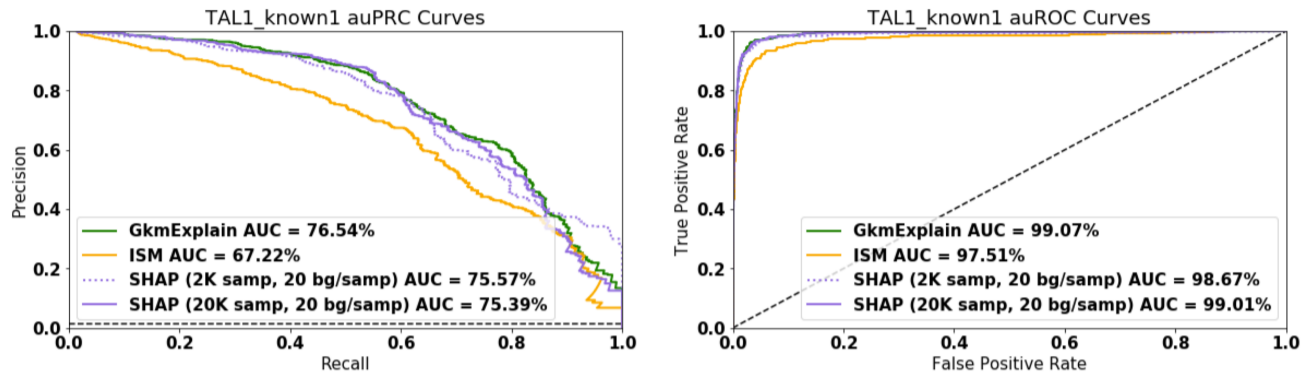 TAL1_known1 auPRC Curves
1.0
0.8
0.6
0.4
0.2
0.0
Precision
GkmExplain AUC = 76.54%
ISM AUC = 67.22%
SHAP (2K samp, 20 bg/samp) AUC = 75.57%
SHAP (20K samp, 20 bg/samp) AUC = 75.39%
0.0 0.2 0.4 0.6 0.8 1.0
Recall
TAL1_known1 auROC Curves
1.0
0.8
0.6
0.4
0.2
0.0
True Positive Rate
GkmExplain AUC = 99.07%
ISM AUC = 97.51%
SHAP (2K samp, 20 bg/samp) AUC = 98.67%
SHAP (20K samp, 20 bg/samp) AUC = 99.01%
0.0 0.2 0.4 0.6 0.8 1.0
False Positive Rate